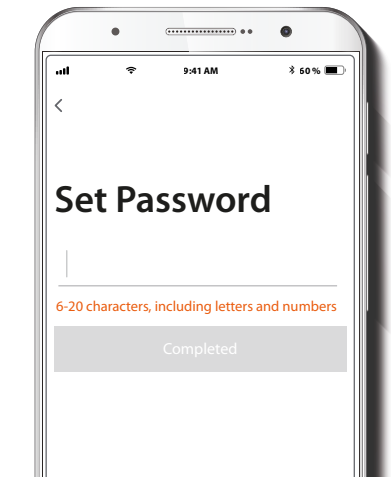 9:41 AM 60%
Set Password
6-20 characters, including letters and numbers
Completed